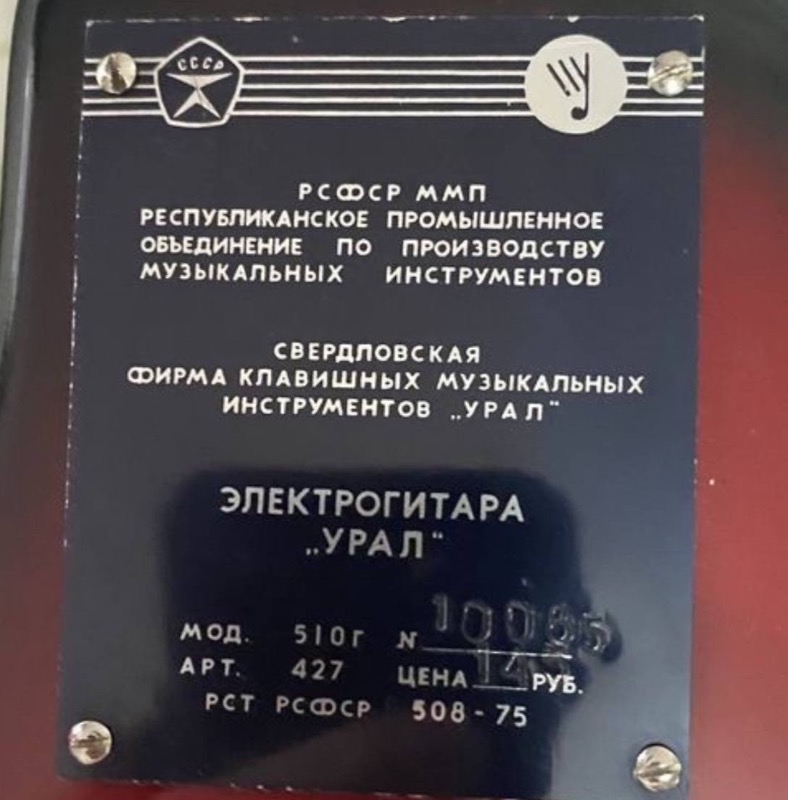 СССР
РСФСР ММП
РЕСПУБЛИКАНСКОЕ ПРОМЫШЛЕННОЕ
ОБЪЕДИНЕНИЕ ПО ПРОИЗВОДСТВУ
МУЗЫКАЛЬНЫХ ИНСТРУМЕНТОВ
СВЕРДЛОВСКАЯ
ФИРМА КЛАВИШНЫХ МУЗЫКАЛЬНЫХ
ИНСТРУМЕНТОВ „УРАЛ“
ЭЛЕКТРОГИТАРА
„УРАЛ“
МОД. 510г N
АРТ. 427 ЦЕНА РУБ.
РСТ РСФСР 508-75